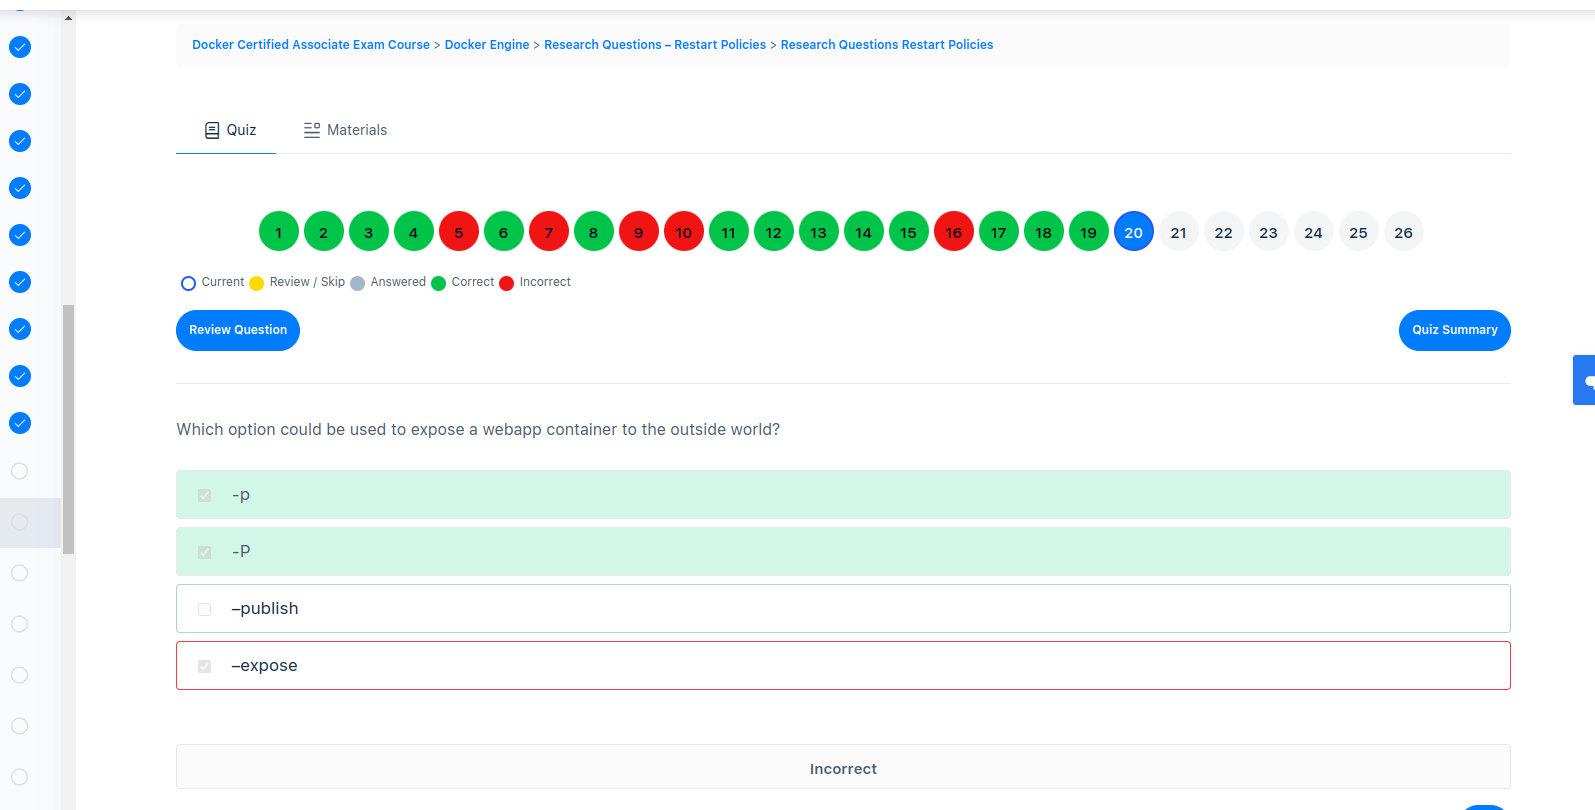 Docker Certified Associate Exam Course > Docker Engine > Research Questions – Restart Policies > Research Questions Restart Policies
Quiz Materials
1 2 3 4 5 6 7 8 9 10 11 12 13 14 15 16 17 18 19 20 21 22 23 24 25 26
Current Review / Skip Answered Correct Incorrect
Review Question Quiz Summary
Which option could be used to expose a webapp container to the outside world?
-p
-P
–publish
–expose
Incorrect